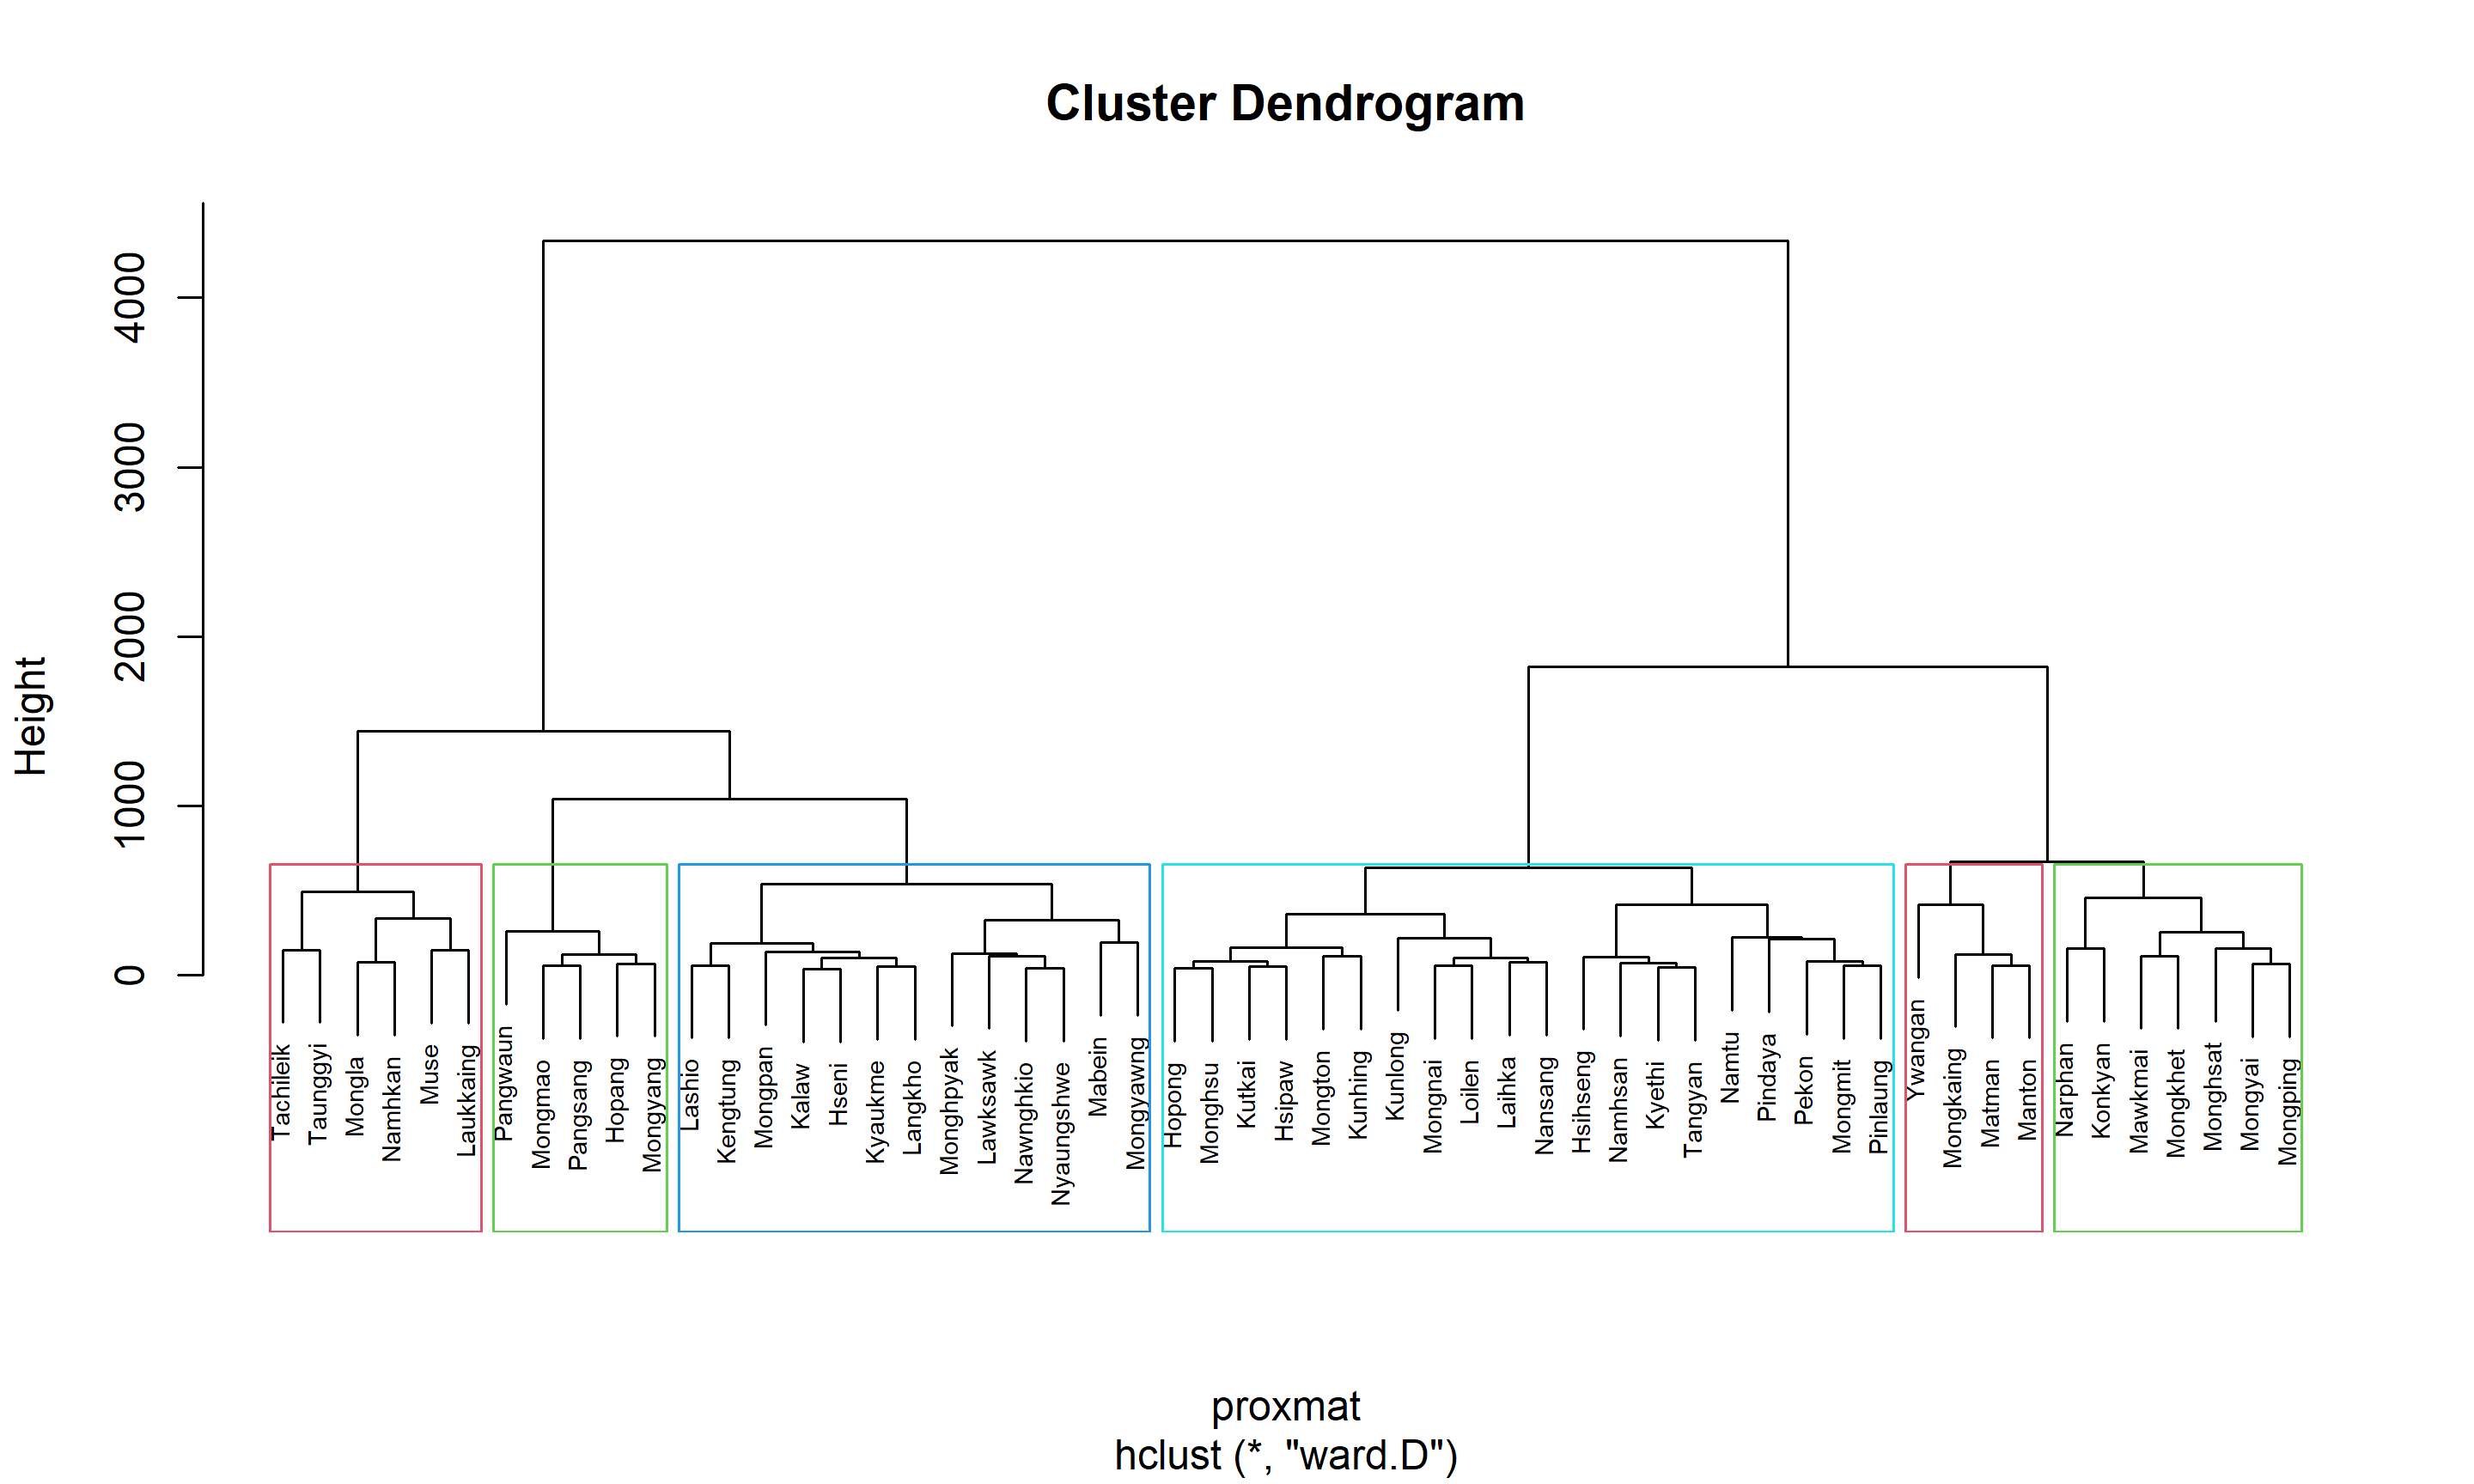 Cluster Dendrogram
Height
4000
3000
2000
1000
0
Tachileik
Taunggyi
Mongla
Namhkan
Muse
Laukkaing
Pangwaun
Mongmao
Pangsang
Hopang
Mongyang
Lashio
Kengtung
Mongpan
Kalaw
Hseni
Kyaukme
Langkho
Monghpyak
Lawksawk
Nawnghkio
Nyaungshwe
Mabein
Mongyawng
Hopong
Monghsu
Kutkai
Hsipaw
Mongton
Kunhing
Kunlong
Mongnai
Loilen
Laihka
Nansang
Hsihseng
Namhsan
Kyethi
Tangyan
Namtu
Pindaya
Pekon
Mongmit
Pinlaung
Ywangan
Mongkaing
Matman
Manton
Narphan
Konkyan
Mawkmai
Mongkhet
Monghsat
Mongyai
Mongping
proxmat
hclust (*, "ward.D")